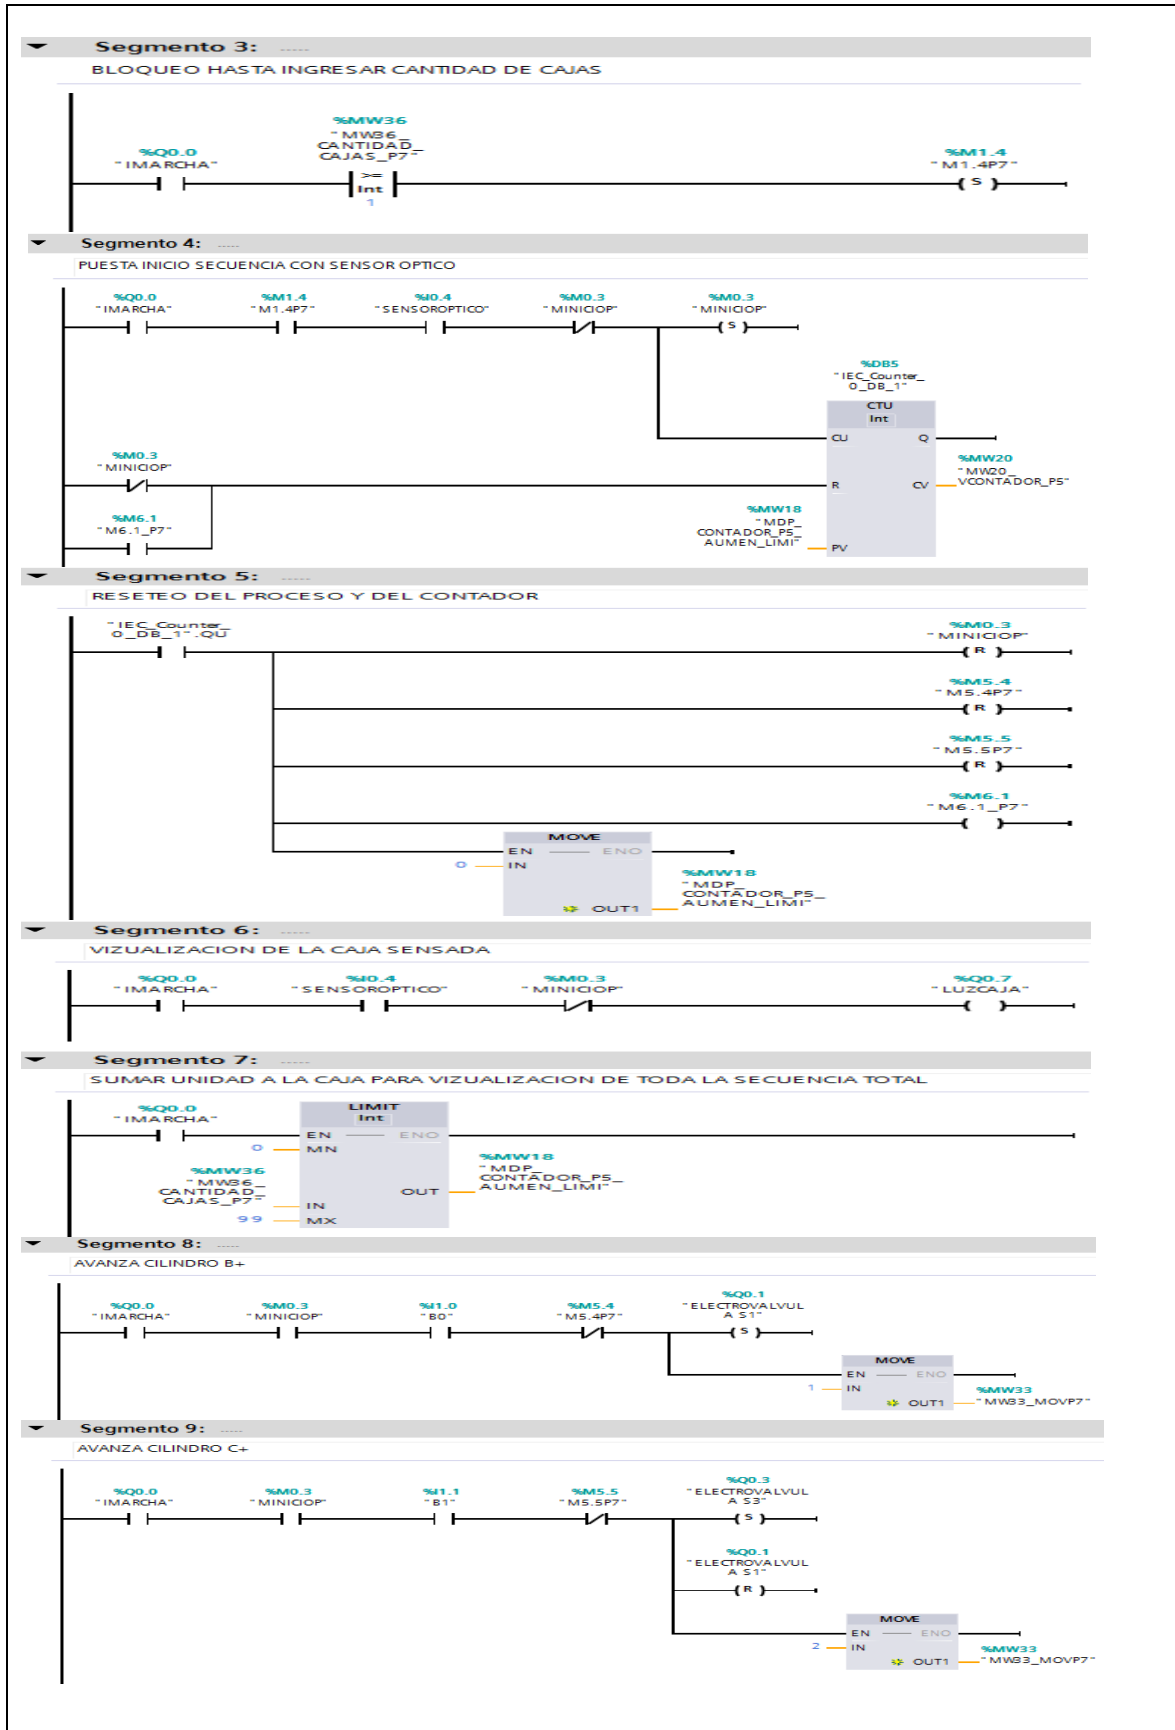 Segmento 3: .....
BLOQUEO HASTA INGRESAR CANTIDAD DE CAJAS
%MW36
"MW36_
CANTIDAD_
CAJAS_P7"
%Q0.0
"IMARCHA"
>=
Int
1
%M1.4
"M1.4P7"
S
Segmento 4: .....
PUESTA INICIO SECUENCIA CON SENSOR OPTICO
%Q0.0
"IMARCHA"
%M1.4
"M1.4P7"
%I0.4
"SENSOROPTICO"
%M0.3
"MINICIOP"
%M0.3
"MINICIOP"
S
%DB5
"IEC_Counter_
0_DB_1"
CTU
Int
CU Q
%M0.3
"MINICIOP"
R CV
%MW20
"MW20_
VCONTADOR_P5"
%M6.1
"M6.1_P7"
%MW18
"MDP_
CONTADOR_P5_
AUMEN_LIMI"
PV
Segmento 5: .....
RESETEO DEL PROCESO Y DEL CONTADOR
"IEC_Counter_
0_DB_1".QU
%M0.3
"MINICIOP"
R
%M5.4
"M5.4P7"
R
%M5.5
"M5.5P7"
R
%M6.1
"M6.1_P7"
MOVE
EN ENO
0 IN
OUT1
%MW18
"MDP_
CONTADOR_P5_
AUMEN_LIMI"
Segmento 6: .....
VIZUALIZACION DE LA CAJA SENSADA
%Q0.0
"IMARCHA"
%I0.4
"SENSOROPTICO"
%M0.3
"MINICIOP"
%Q0.7
"LUZCAJA"
Segmento 7: .....
SUMAR UNIDAD A LA CAJA PARA VIZUALIZACION DE TODA LA SECUENCIA TOTAL
%Q0.0
"IMARCHA"
LIMIT
Int
EN ENO
0 MN
%MW36
"MW36_
CANTIDAD_
CAJAS_P7"
IN
99 MX
OUT
%MW18
"MDP_
CONTADOR_P5_
AUMEN_LIMI"
Segmento 8: .....
AVANZA CILINDRO B+
%Q0.0
"IMARCHA"
%M0.3
"MINICIOP"
%I1.0
"B0"
%M5.4
"M5.4P7"
%Q0.1
"ELECTROVALVUL
A S1"
S
MOVE
EN ENO
1 IN
OUT1
%MW33
"MW33_MOVP7"
Segmento 9: .....
AVANZA CILINDRO C+
%Q0.0
"IMARCHA"
%M0.3
"MINICIOP"
%I1.1
"B1"
%M5.5
"M5.5P7"
%Q0.3
"ELECTROVALVUL
A S3"
S
%Q0.1
"ELECTROVALVUL
A S1"
R
MOVE
EN ENO
2 IN
OUT1
%MW33
"MW33_MOVP7"